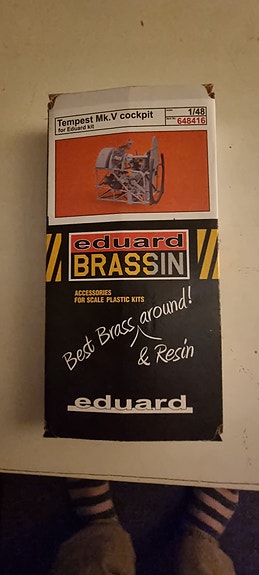 Tempest Mk.V cockpit
for Eduard kit
1/48
648416
eduard
BRASSIN
ACCESSORIES
FOR SCALE PLASTIC KITS
Best Brass around!
& Resin
eduard